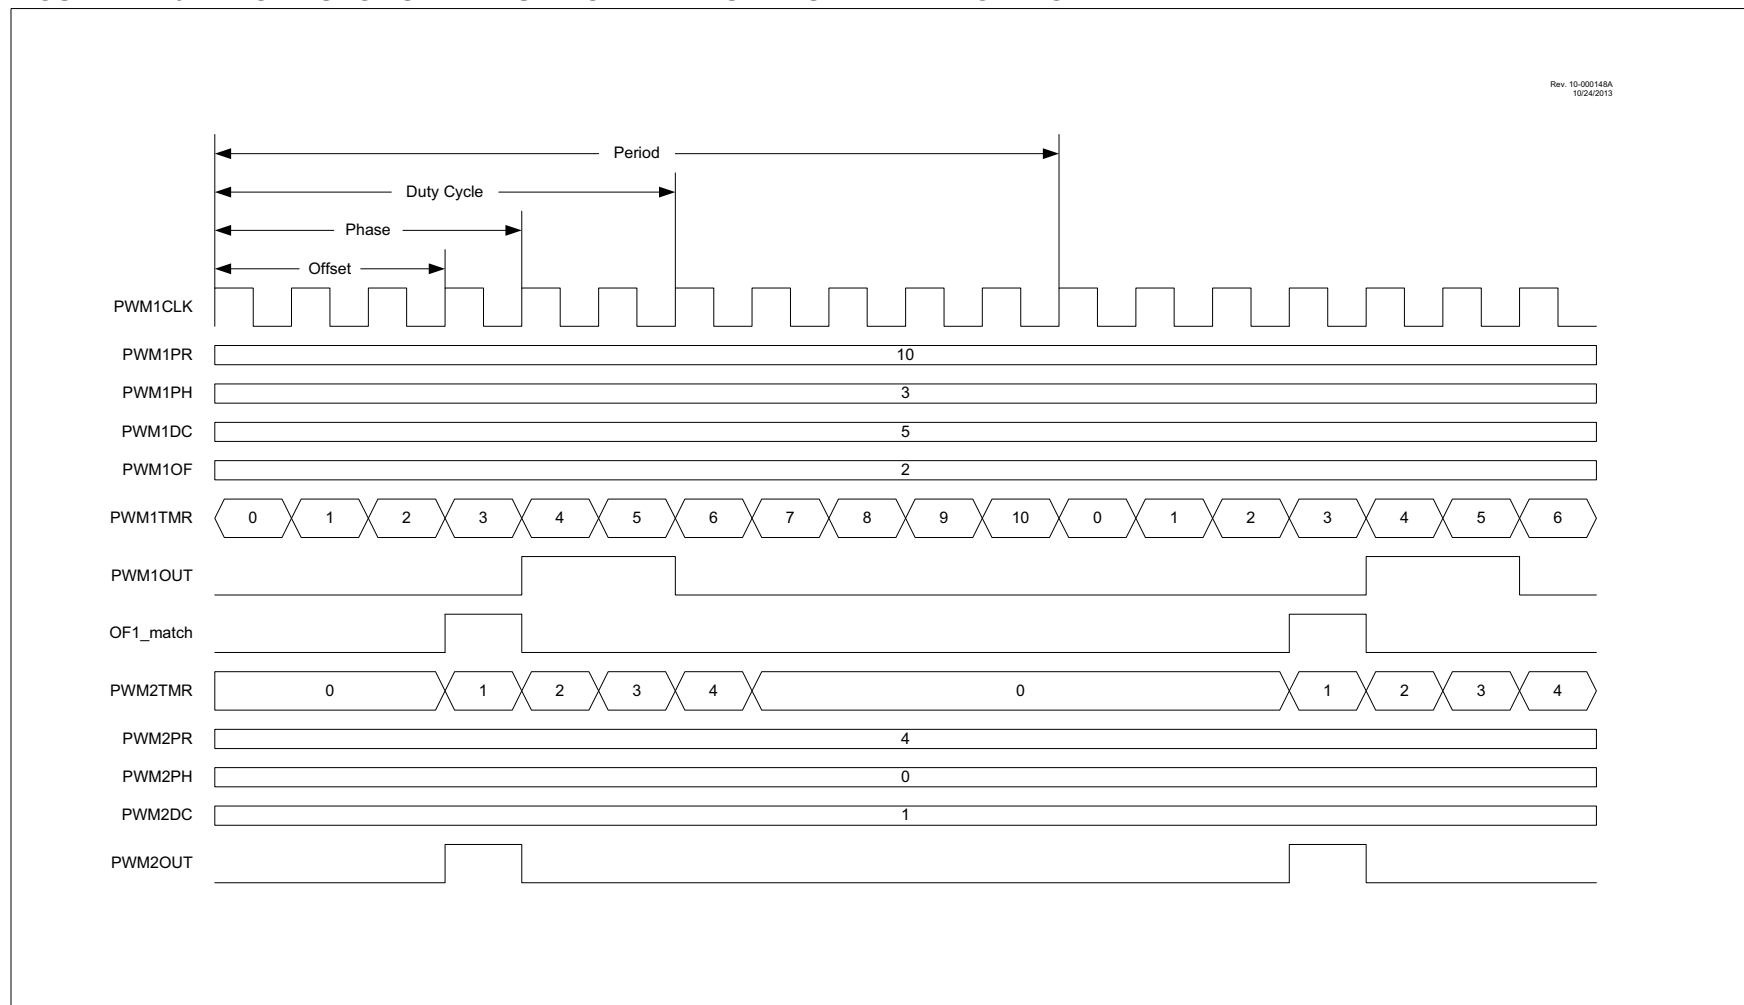 Rev. 10-000148A
10/24/2013
Period
Duty Cycle
Phase
Offset
PWM1CLK
PWM1PR 10
PWM1PH 3
PWM1DC 5
PWM1OF 2
PWM1TMR 0 1 2 3 4 5 6 7 8 9 10 0 1 2 3 4 5 6
PWM1OUT
OF1_match
PWM2TMR 0 1 2 3 4 0 1 2 3 4
PWM2PR 4
PWM2PH 0
PWM2DC 1
PWM2OUT